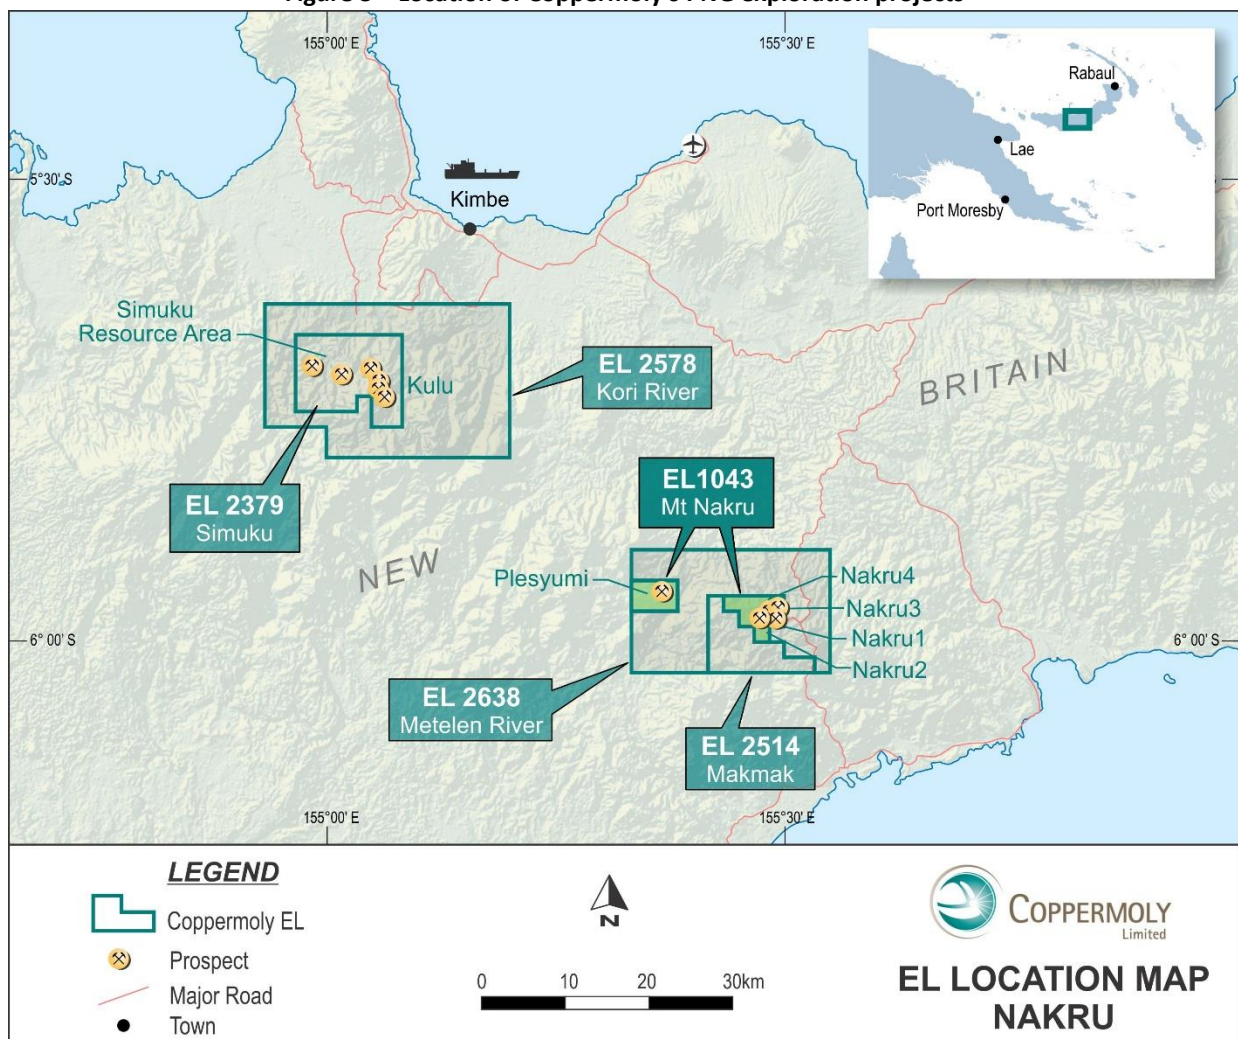 155°00' E
155°30' E
Rabaul
Lae
Port Moresby
5°30' S
Kimbe
Simuku
Resource Area
Kulu
EL 2578
Kori River
BRITAIN
EL 2379
Simuku
NEW
EL1043
Mt Nakru
Plesyumi
Nakru4
Nakru3
Nakru1
Nakru2
6° 00' S
6° 00' S
EL 2638
Metelen River
EL 2514
Makmak
155°00' E
155°30' E
LEGEND
Coppermoly EL
Prospect
Major Road
Town
N
0 10 20 30km
COPPERMOLY
Limited
EL LOCATION MAP
NAKRU